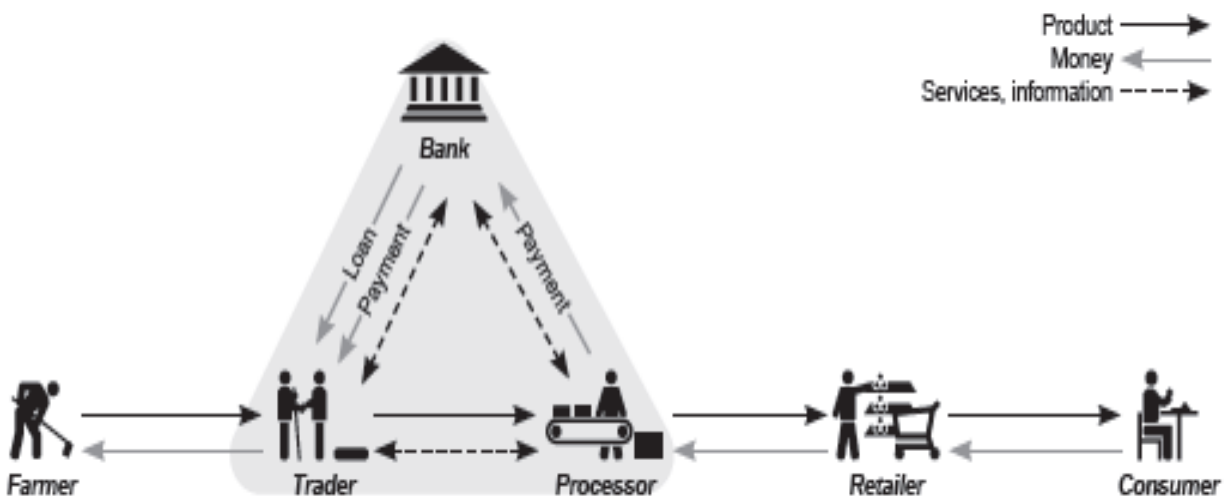 Product
Money
Services, information
Bank
Loan
Payment
Payment
Farmer
Trader
Processor
Retailer
Consumer